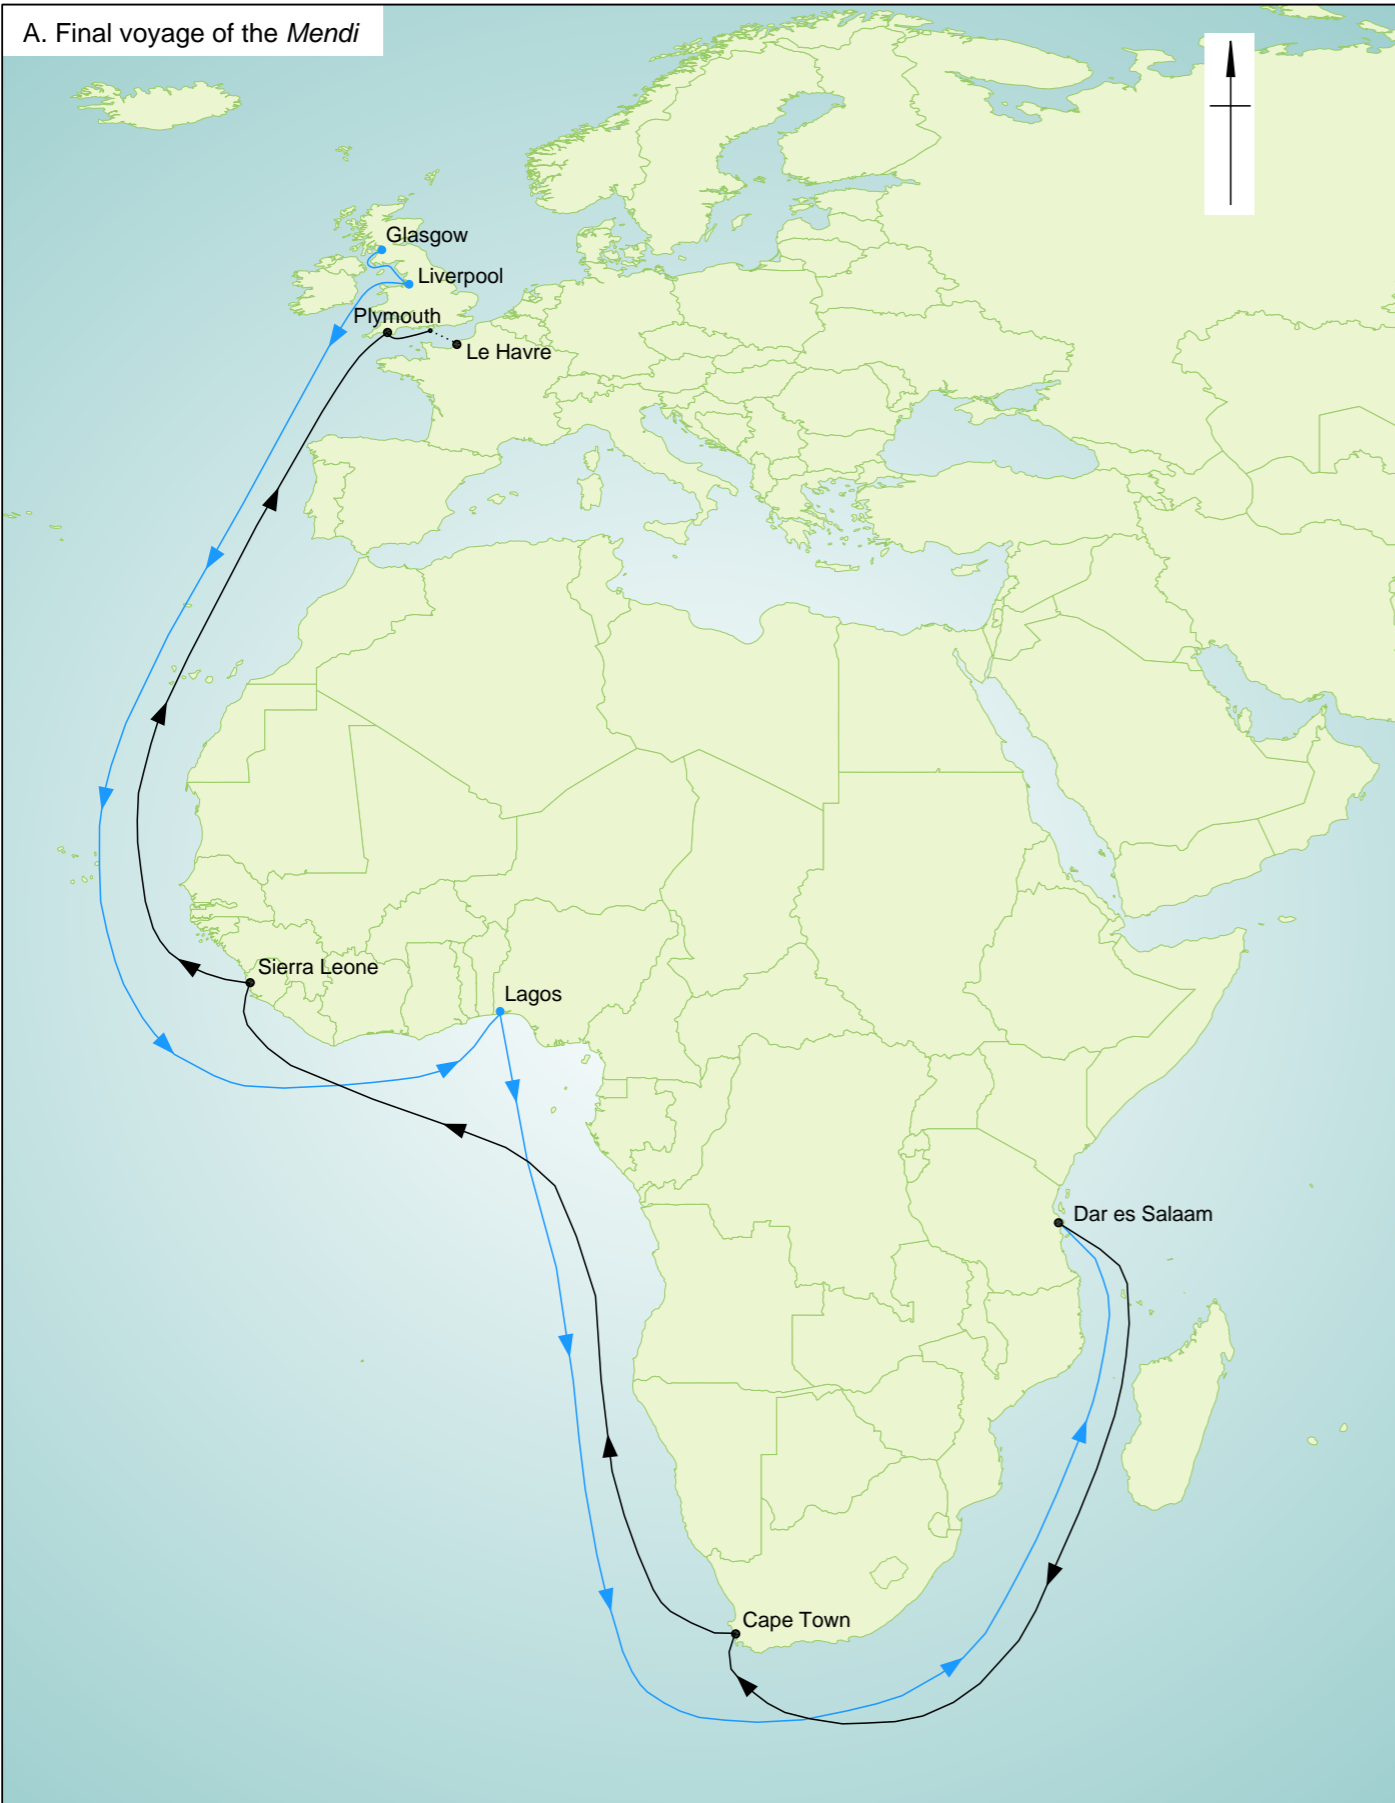 A. Final voyage of the Mendi
Glasgow
Liverpool
Plymouth
Le Havre
Sierra Leone
Lagos
Dar es Salaam
Cape Town